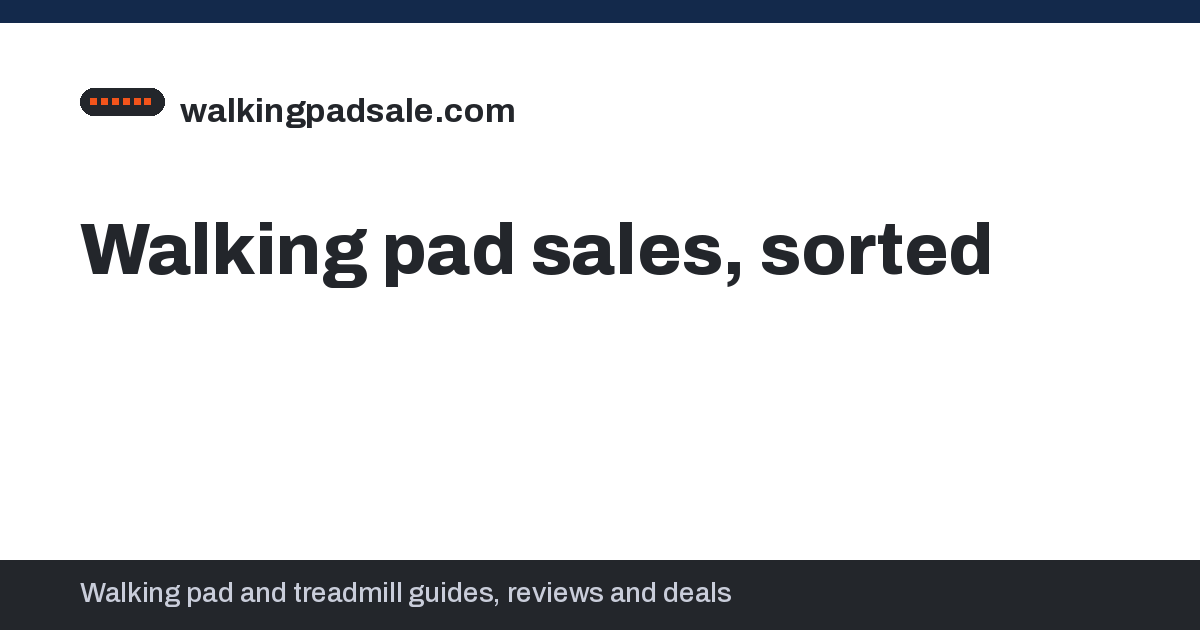 walkingpadsale.com
Walking pad sales, sorted
Walking pad and treadmill guides, reviews and deals